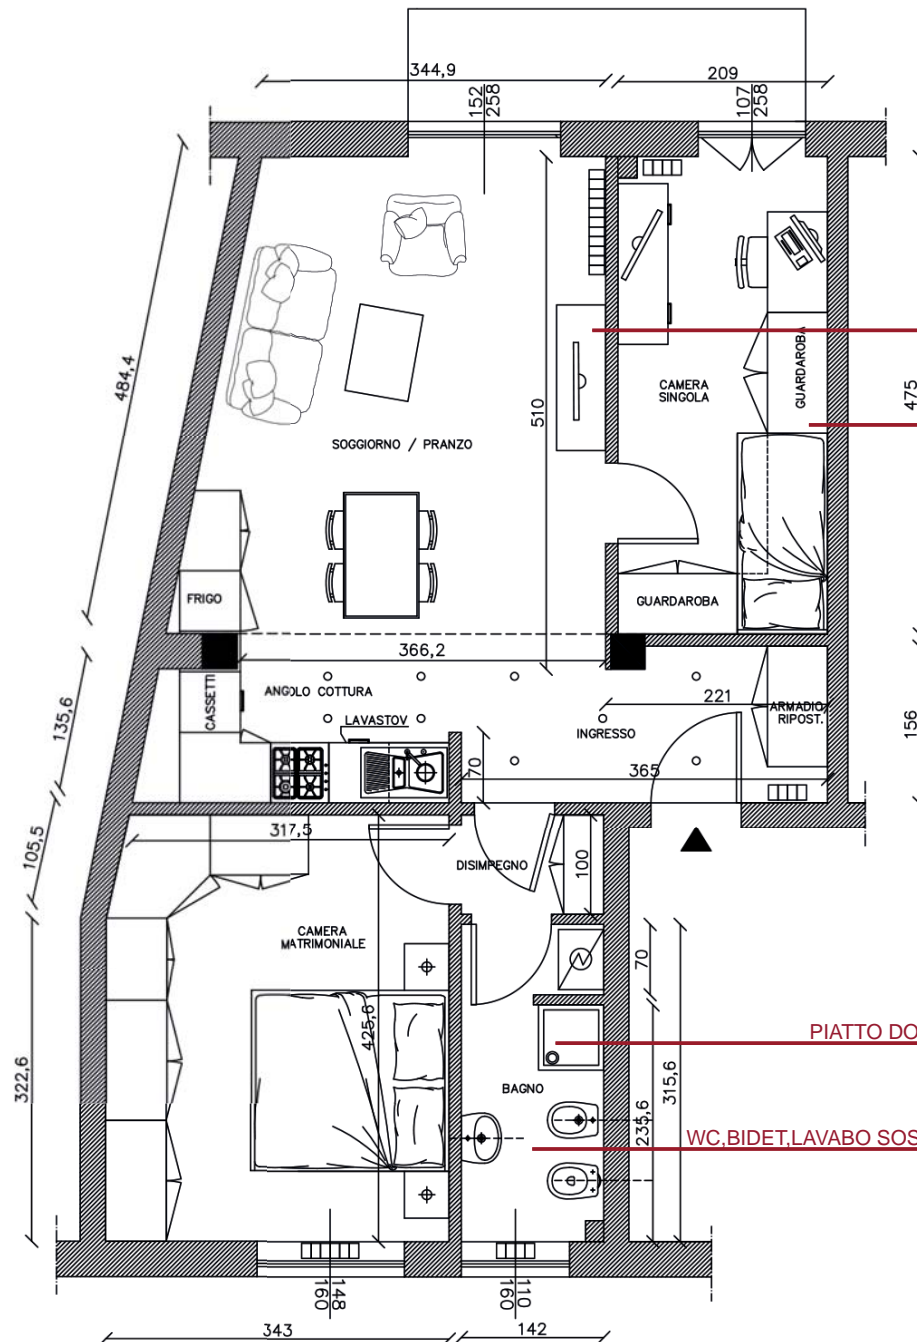 344,9
209
152
258
107
258
484,4
510
475
CAMERA
SINGOLA
GUARDAROBA
SOGGIORNO / PRANZO
FRIGO
GUARDAROBA
366,2
135,6
CASSETTI
ANGOLO COTTURA
221
ARMADIO
RIPOST.
156
LAVASTOV
INGRESSO
70
365
105,5
317,5
DISIMPEGNO
100
CAMERA
MATRIMONIALE
70
425,6
322,6
315,6
PIATTO DO
BAGNO
235,6
WC,BIDET,LAVABO SOS
148
160
110
160
343
142